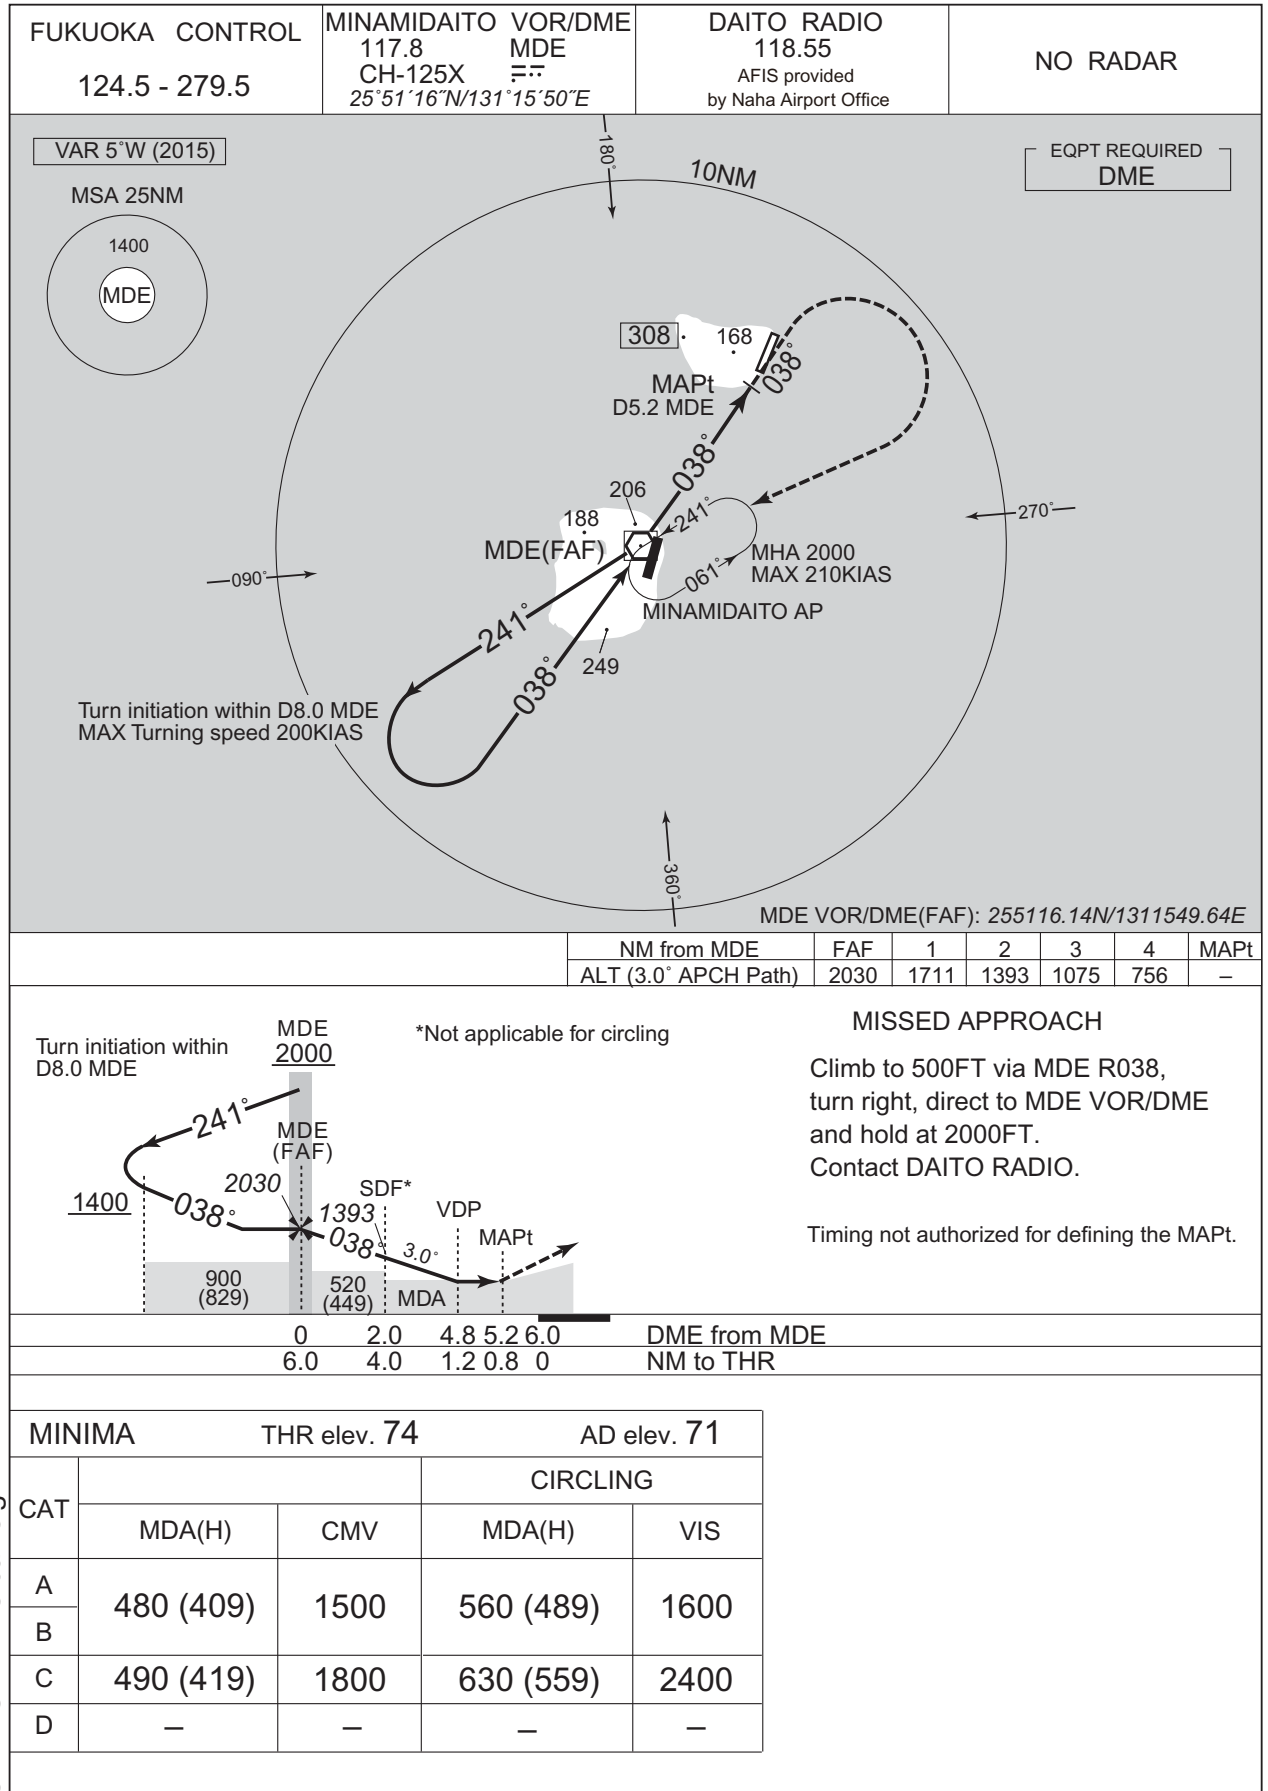 FUKUOKA CONTROL
124.5 - 279.5
MINAMIDAITO VOR/DME
117.8 MDE
CH-125X
25°51´16˝N/131°15´50˝E
DAITO RADIO
118.55
AFIS provided
by Naha Airport Office
NO RADAR
VAR 5°W (2015)
MSA 25NM
1400
MDE
EQPT REQUIRED
DME
180°
10NM
308
168
038°
MAPt
D5.2 MDE
038°
206
188
241°
270°
MDE(FAF)
MHA 2000
MAX 210KIAS
090°
061°
MINAMIDAITO AP
241°
249
038°
Turn initiation within D8.0 MDE
MAX Turning speed 200KIAS
360°
MDE VOR/DME(FAF): 255116.14N/1311549.64E
NM from MDE FAF 1 2 3 4 MAPt
ALT (3.0° APCH Path) 2030 1711 1393 1075 756 –
Turn initiation within
D8.0 MDE
MDE
2000
*Not applicable for circling
241°
MDE
(FAF)
2030
SDF*
1400
038°
1393
VDP
038°
3.0°
MAPt
900
(829)
520
(449)
MDA
MISSED APPROACH
Climb to 500FT via MDE R038,
turn right, direct to MDE VOR/DME
and hold at 2000FT.
Contact DAITO RADIO.
Timing not authorized for defining the MAPt.
0 2.0 4.8 5.2 6.0 DME from MDE
6.0 4.0 1.2 0.8 0 NM to THR
MINIMA THR elev. 74 AD elev. 71
CAT CIRCLING
MDA(H) CMV MDA(H) VIS
A
B
480 (409) 1500 560 (489) 1600
C 490 (419) 1800 630 (559) 2400
D – – – –